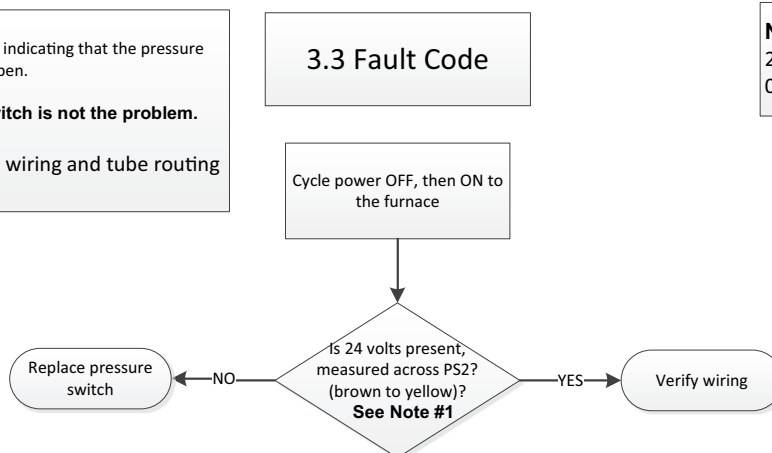 indicating that the pressure
pen.
itch is not the problem.
wiring and tube routing
3.3 Fault Code
2
0
Cycle power OFF, then ON to
the furnace
Is 24 volts present,
measured across PS2?
(brown to yellow)?
See Note #1
NO
Replace pressure
switch
YES
Verify wiring